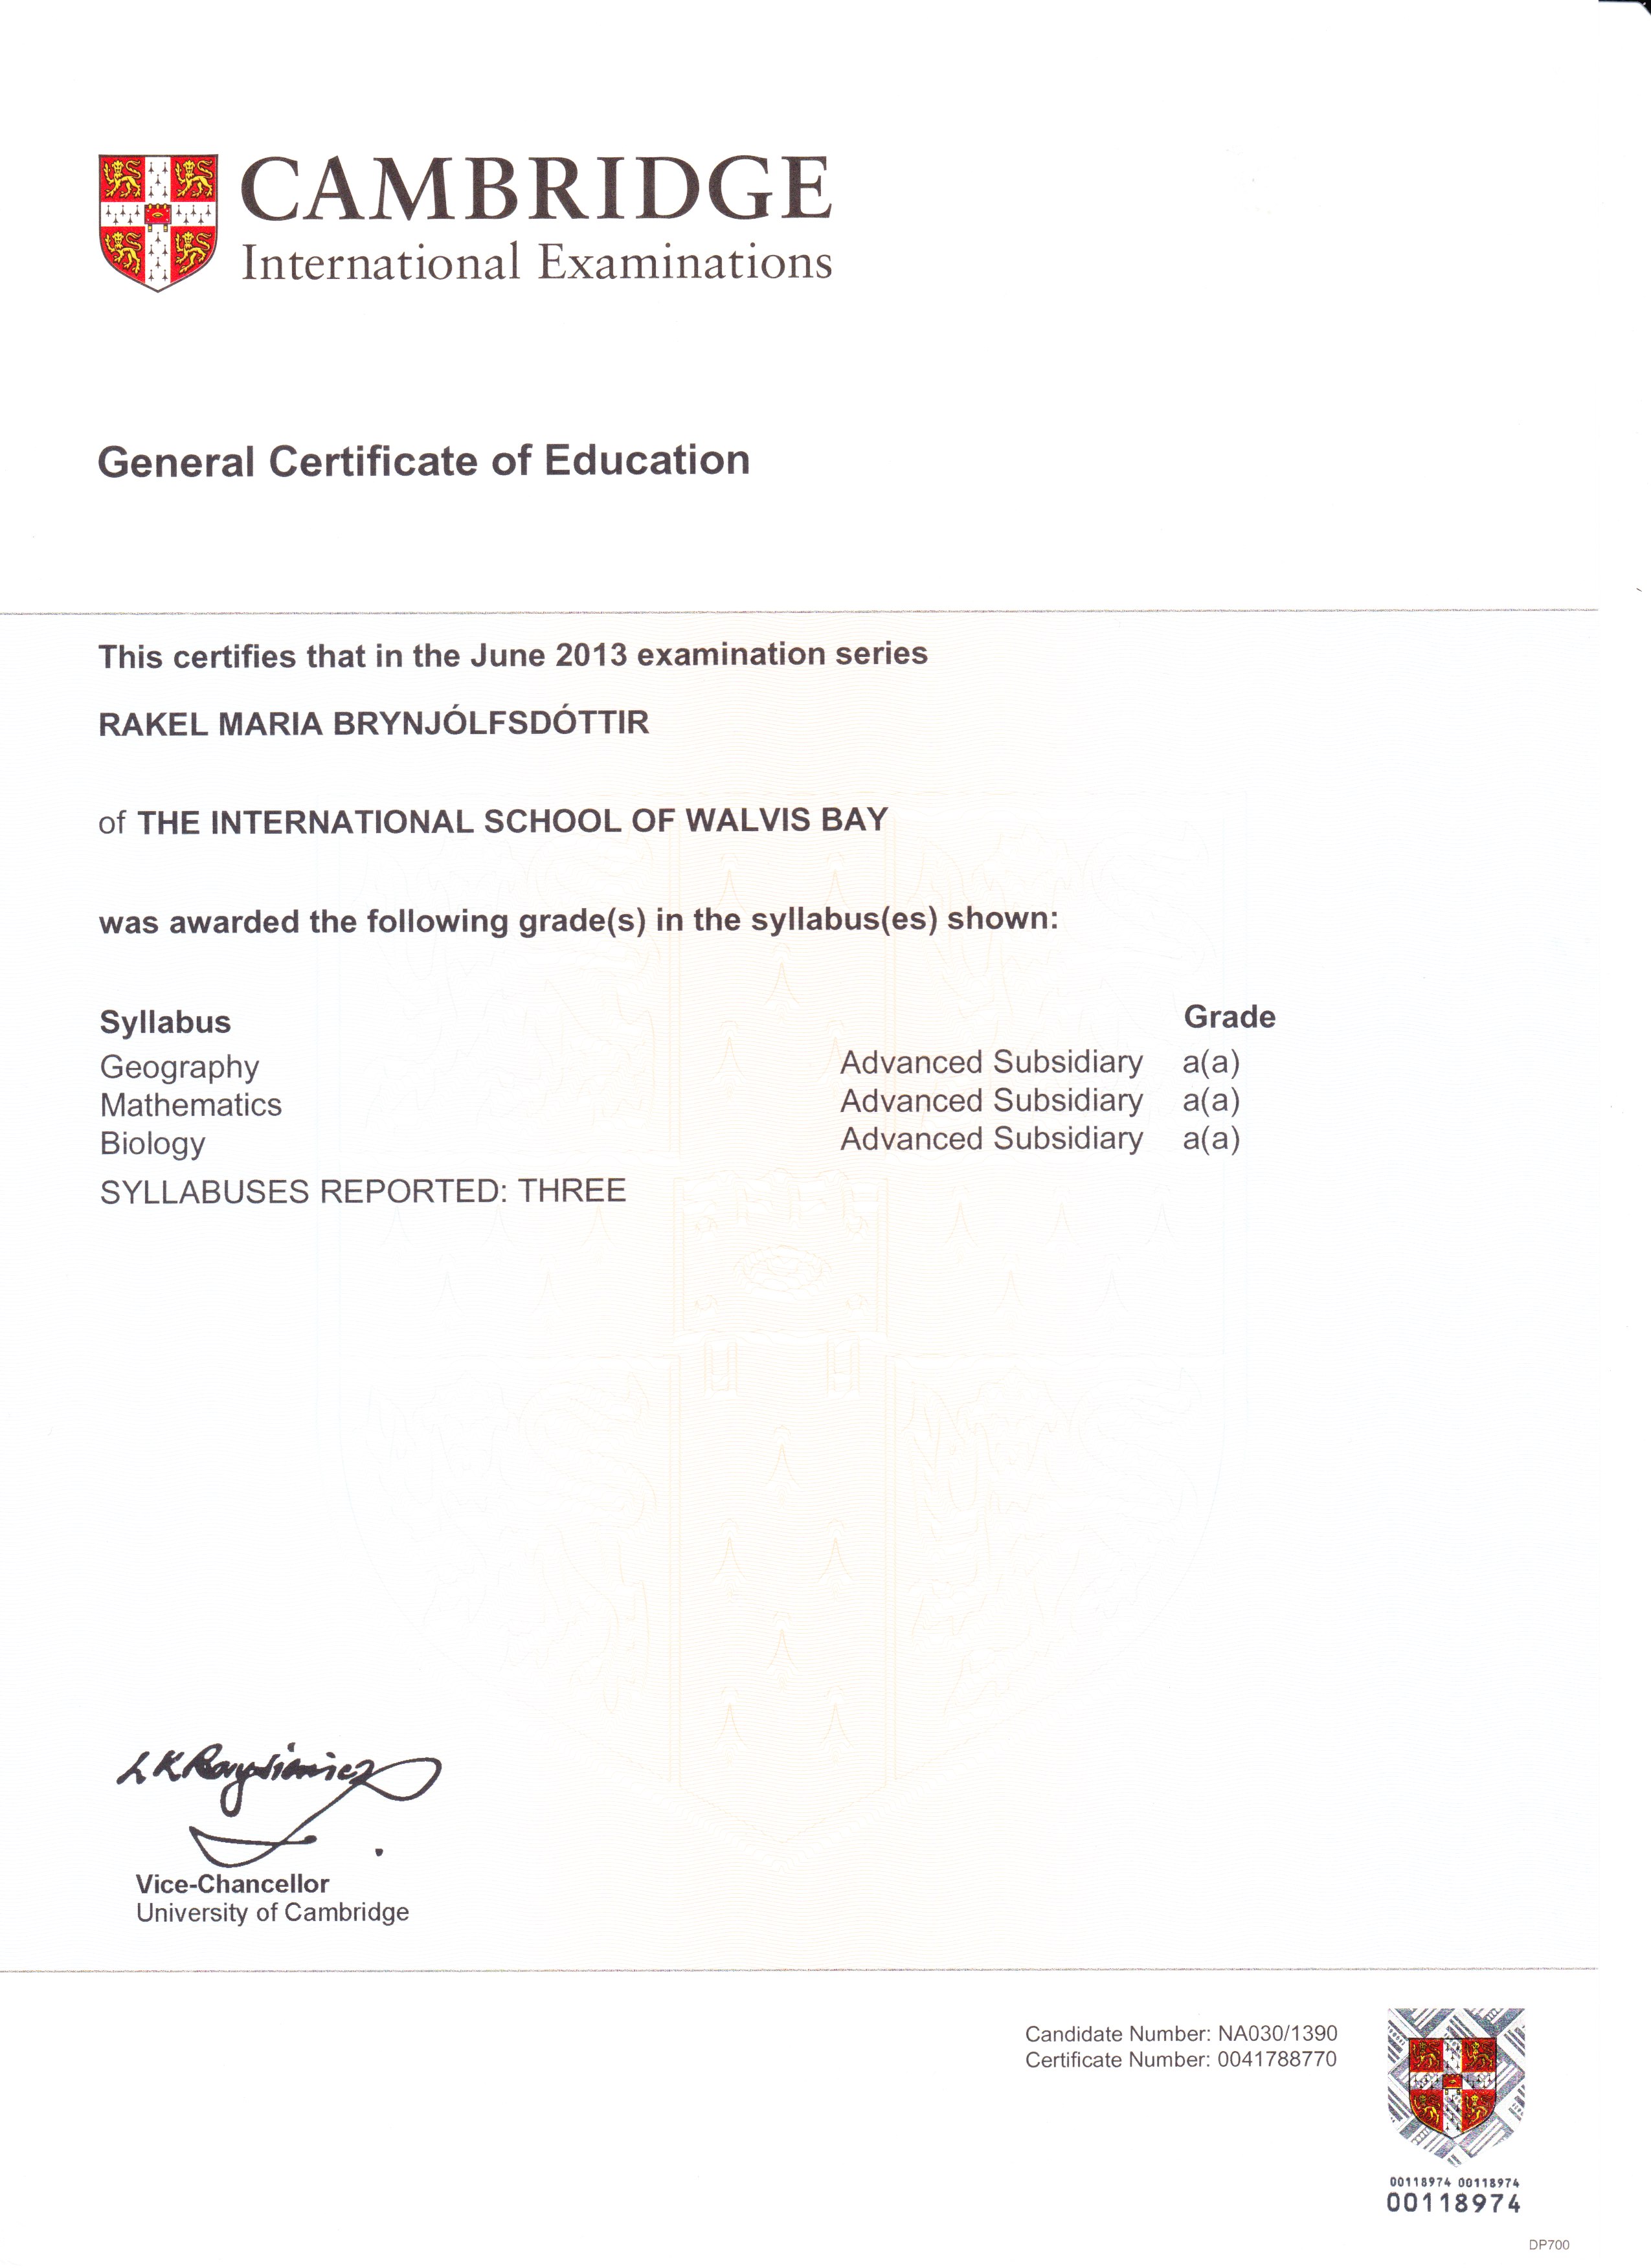 CAMBRIDGE
International Examinations
General Certificate of Education
This certifies that in the June 2013 examination series
RAKEL MARIA BRYNJÓLFSDÓTTIR
of THE INTERNATIONAL SCHOOL OF WALVIS BAY
was awarded the following grade(s) in the syllabus(es) shown:
Syllabus Grade
Geography Advanced Subsidiary a(a)
Mathematics Advanced Subsidiary a(a)
Biology Advanced Subsidiary a(a)
SYLLABUSES REPORTED: THREE
Vice-Chancellor
University of Cambridge
Candidate Number: NA030/1390
Certificate Number: 0041788770
00118974 00118974
00118974
DP700